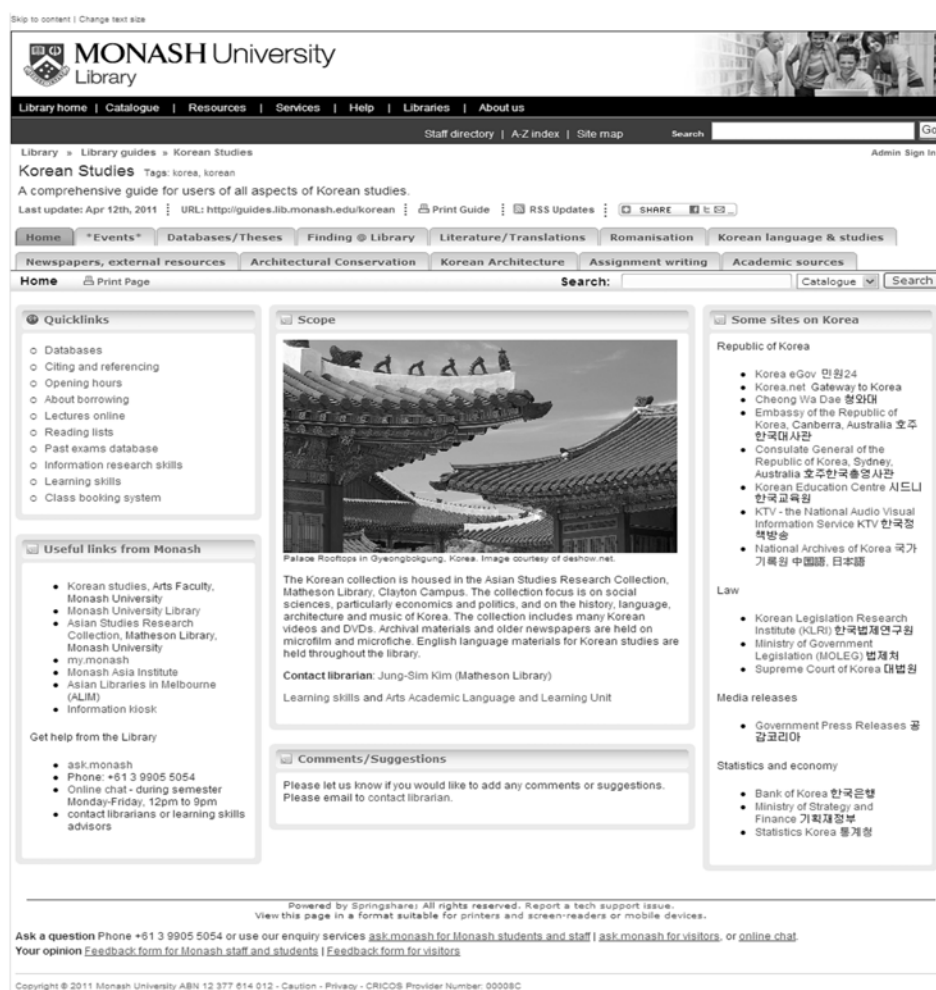 Skip to content | Change text size
MONASH University
Library
Library home | Catalogue | Resources | Services | Help | Libraries | About us
Staff directory | A-Z index | Site map Search Go
Library » Library guides » Korean Studies Admin Sign In
Korean Studies Tags: korea, korean
A comprehensive guide for users of all aspects of Korean studies.
Last update: Apr 12th, 2011 URL: http://guides.lib.monash.edu/korean Print Guide RSS Updates SHARE
Home *Events* Databases/Theses Finding @ Library Literature/Translations Romanisation Korean language & studies
Newspapers, external resources Architectural Conservation Korean Architecture Assignment writing Academic sources
Home Print Page Search: Catalogue Search
Quicklinks
Databases
Citing and referencing
Opening hours
About borrowing
Lectures online
Reading lists
Past exams database
Information research skills
Learning skills
Class booking system
Useful links from Monash
Korean studies, Arts Faculty,
Monash University
Monash University Library
Asian Studies Research
Collection, Matheson Library,
Monash University
my.monash
Monash Asia Institute
Asian Libraries in Melbourne
(ALIM)
Information kiosk
Get help from the Library
ask.monash
Phone: +61 3 9905 5054
Online chat - during semester
Monday-Friday, 12pm to 9pm
contact librarians or learning skills
advisors
Scope
Palace Rooftops in Gyeongbokgung, Korea. Image courtesy of deshow.net.
The Korean collection is housed in the Asian Studies Research Collection,
Matheson Library, Clayton Campus. The collection focus is on social
sciences, particularly economics and politics, and on the history, language,
architecture and music of Korea. The collection includes many Korean
videos and DVDs. Archival materials and older newspapers are held on
microfilm and microfiche. English language materials for Korean studies are
held throughout the library.
Contact librarian: Jung-Sim Kim (Matheson Library)
Learning skills and Arts Academic Language and Learning Unit
Comments/Suggestions
Please let us know if you would like to add any comments or suggestions.
Please email to contact librarian.
Some sites on Korea
Republic of Korea
Korea eGov 민원24
Korea.net Gateway to Korea
Cheong Wa Dae 청와대
Embassy of the Republic of
Korea, Canberra, Australia 호주
한국대사관
Consulate General of the
Republic of Korea, Sydney,
Australia 호주한국총영사관
Korean Education Centre 시드니
한국교육원
KTV - the National Audio Visual
Information Service KTV 한국정
책방송
National Archives of Korea 국가
기록원 中国語, 日本語
Law
Korean Legislation Research
Institute (KLRI) 한국법제연구원
Ministry of Government
Legislation (MOLEG) 법제처
Supreme Court of Korea 대법원
Media releases
Government Press Releases 공
감코리아
Statistics and economy
Bank of Korea 한국은행
Ministry of Strategy and
Finance 기획재정부
Statistics Korea 통계청
Powered by Springshare; All rights reserved. Report a tech support issue.
View this page in a format suitable for printers and screen-readers or mobile devices.
Ask a question Phone +61 3 9905 5054 or use our enquiry services ask.monash for Monash students and staff | ask.monash for visitors, or online chat.
Your opinion Feedback form for Monash staff and students | Feedback form for visitors
Copyright © 2011 Monash University ABN 12 377 614 012 - Caution - Privacy - CRICOS Provider Number: 00008C